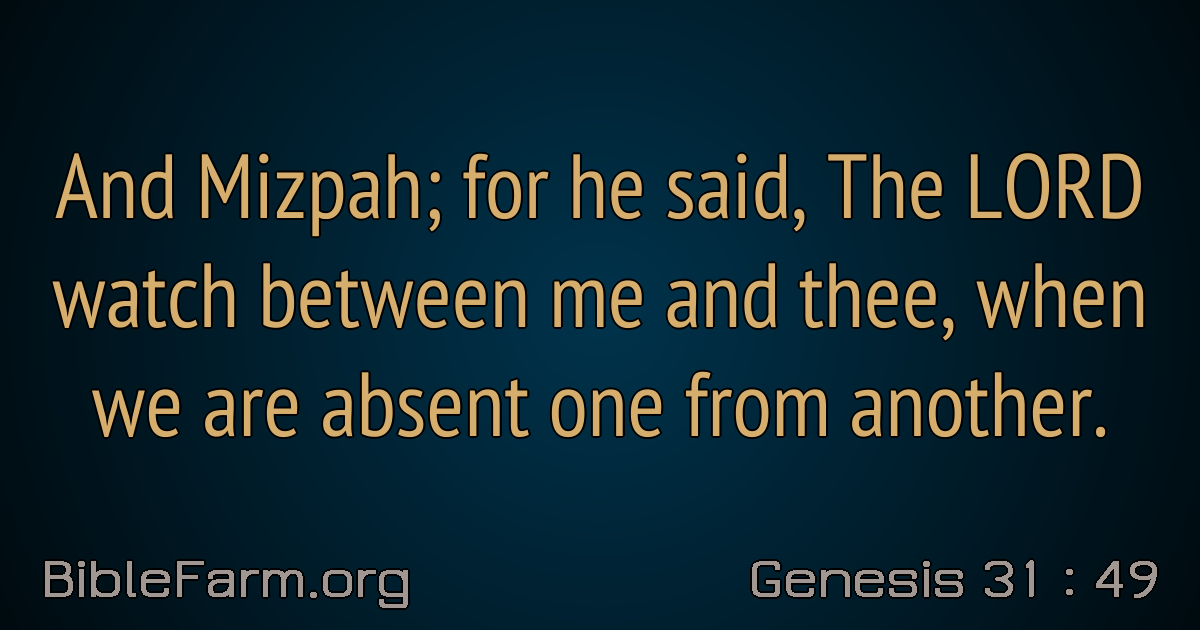 And Mizpah; for he said, The LORD
watch between me and thee, when
we are absent one from another.
BibleFarm.org
Genesis 31 : 49